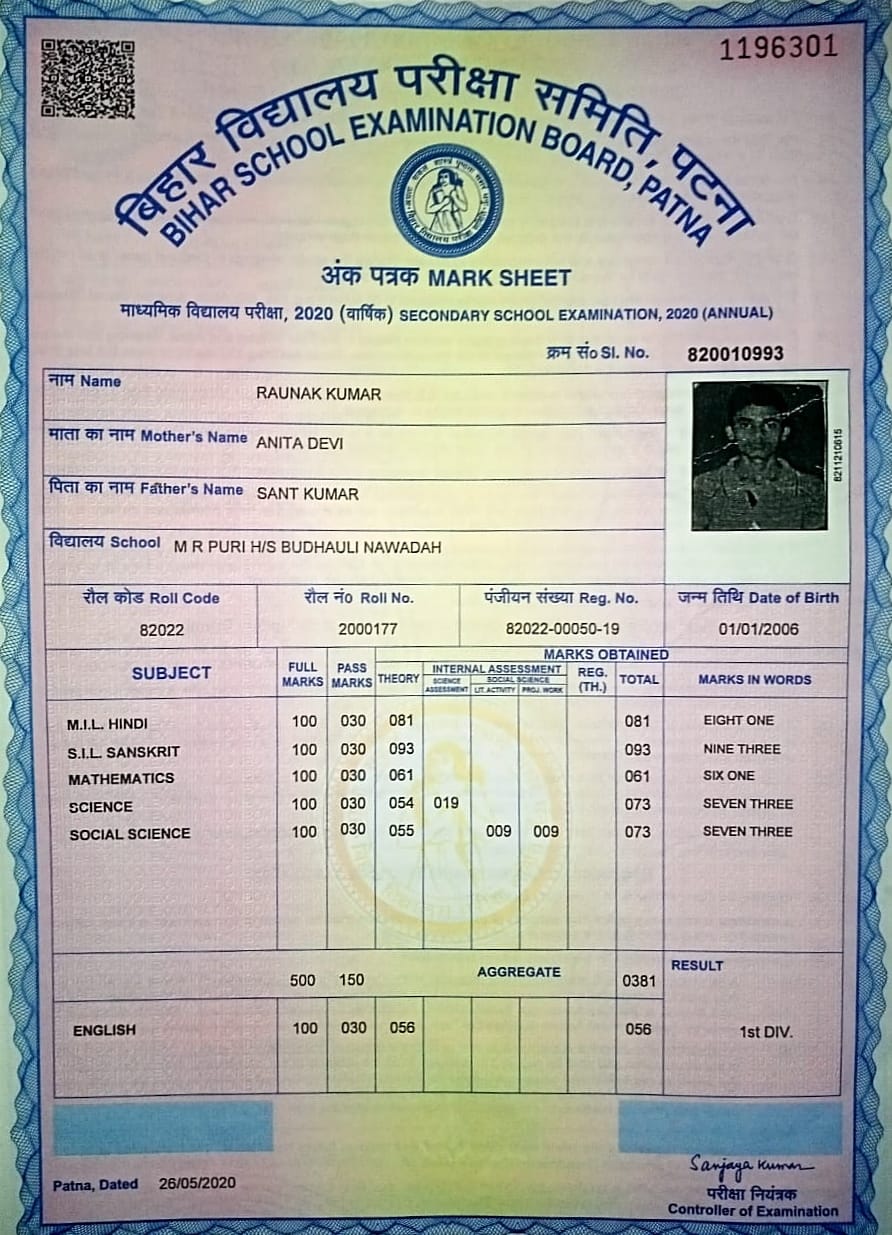 1196301
बिहार विद्यालय परीक्षा समिति, पटना
BIHAR SCHOOL EXAMINATION BOARD, PATNA
अंक पत्रक MARK SHEET
माध्यमिक विद्यालय परीक्षा, 2020 (वार्षिक) SECONDARY SCHOOL EXAMINATION, 2020 (ANNUAL)
क्रम सं० Sl. No. 820010993
नाम Name RAUNAK KUMAR
माता का नाम Mother's Name ANITA DEVI
पिता का नाम Father's Name SANT KUMAR
विद्यालय School M R PURI H/S BUDHAULI NAWADAH
8211210615
रौल कोड Roll Code रौल नं० Roll No. पंजीयन संख्या Reg. No. जन्म तिथि Date of Birth
82022 2000177 82022-00050-19 01/01/2006
MARKS OBTAINED
SUBJECT FULL MARKS PASS MARKS THEORY INTERNAL ASSESSMENT REG. (TH.) TOTAL MARKS IN WORDS
SCIENCE ASSESSMENT SOCIAL SCIENCE LIT. ACTIVITY PROJ. WORK
M.I.L. HINDI 100 030 081 081 EIGHT ONE
S.I.L. SANSKRIT 100 030 093 093 NINE THREE
MATHEMATICS 100 030 061 061 SIX ONE
SCIENCE 100 030 054 019 073 SEVEN THREE
SOCIAL SCIENCE 100 030 055 009 009 073 SEVEN THREE
500 150 AGGREGATE 0381 RESULT
ENGLISH 100 030 056 056 1st DIV.
Patna, Dated 26/05/2020
Sanjaya Kumar
परीक्षा नियंत्रक
Controller of Examination